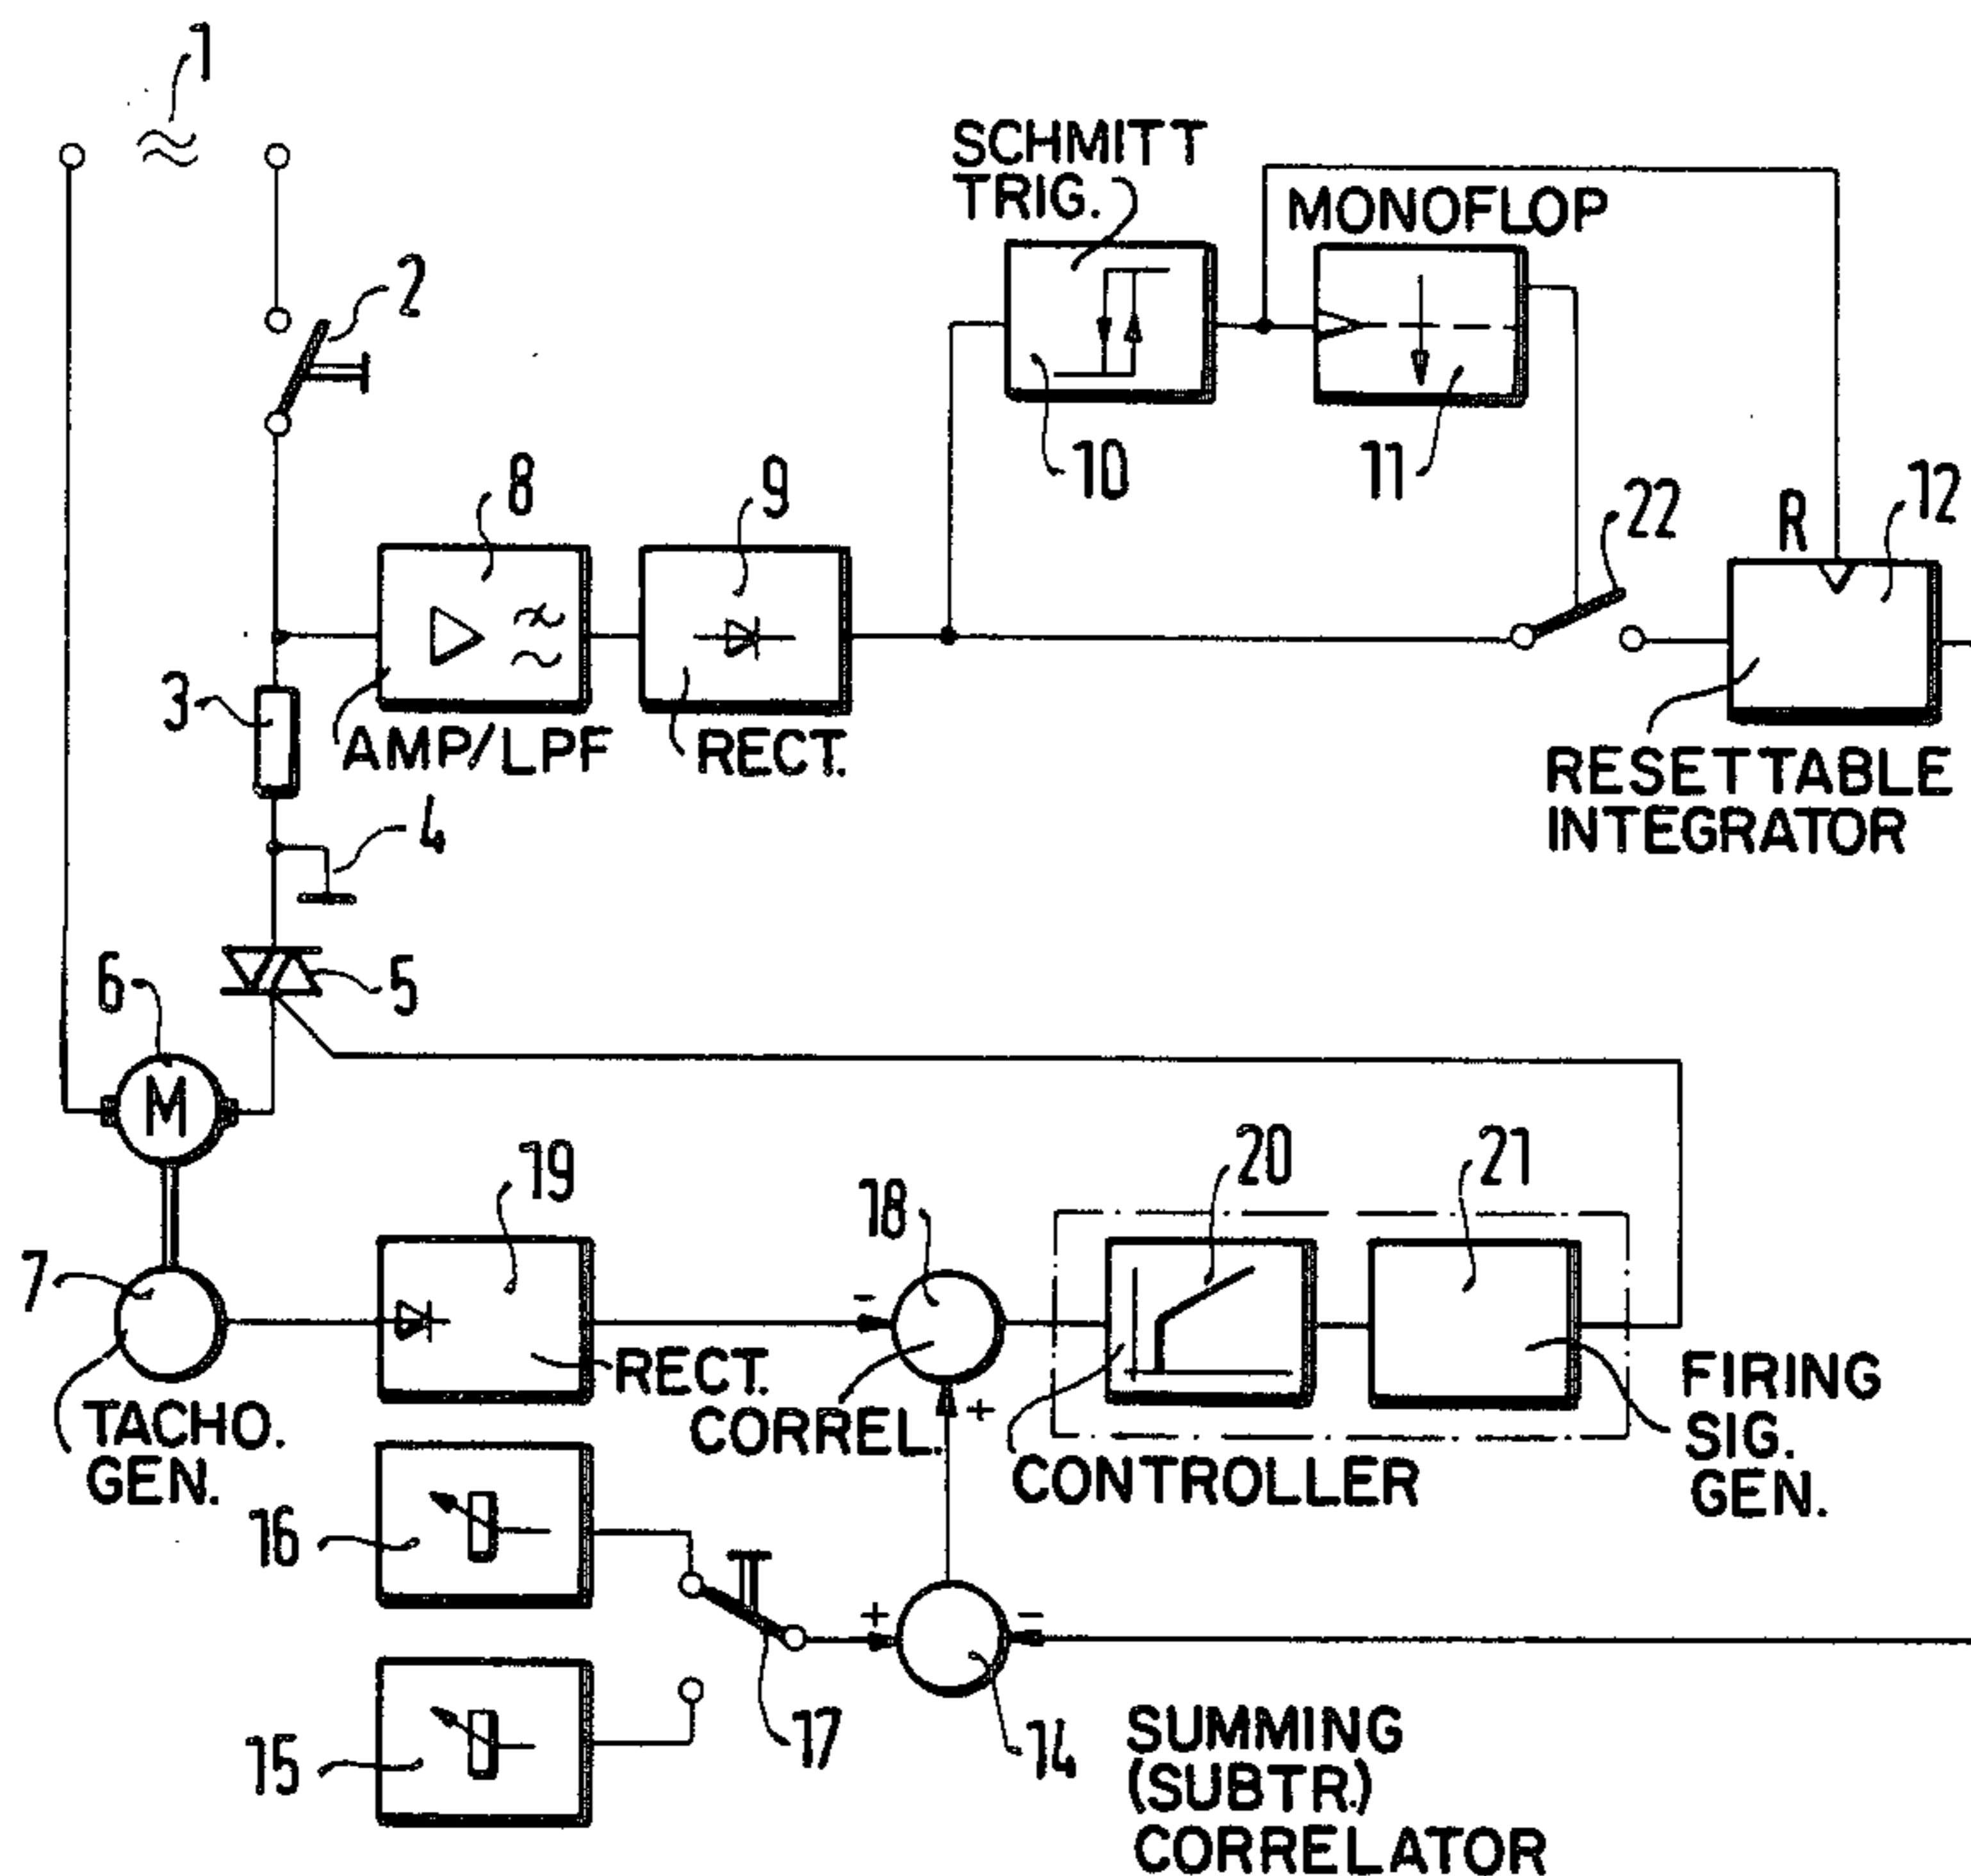 1
SCHMITT
TRIG.
MONOFLOP
2
10
11
8
9
22
R
12
3
AMP/LPF
RECT.
RESETTABLE
INTEGRATOR
4
6
5
M
19
18
20
21
7
-
RECT.
CORREL.
+
CONTROLLER
FIRING
SIG.
GEN.
TACHO.
GEN.
16
+
-
15
17
14
SUMMING
(SUBTR.)
CORRELATOR